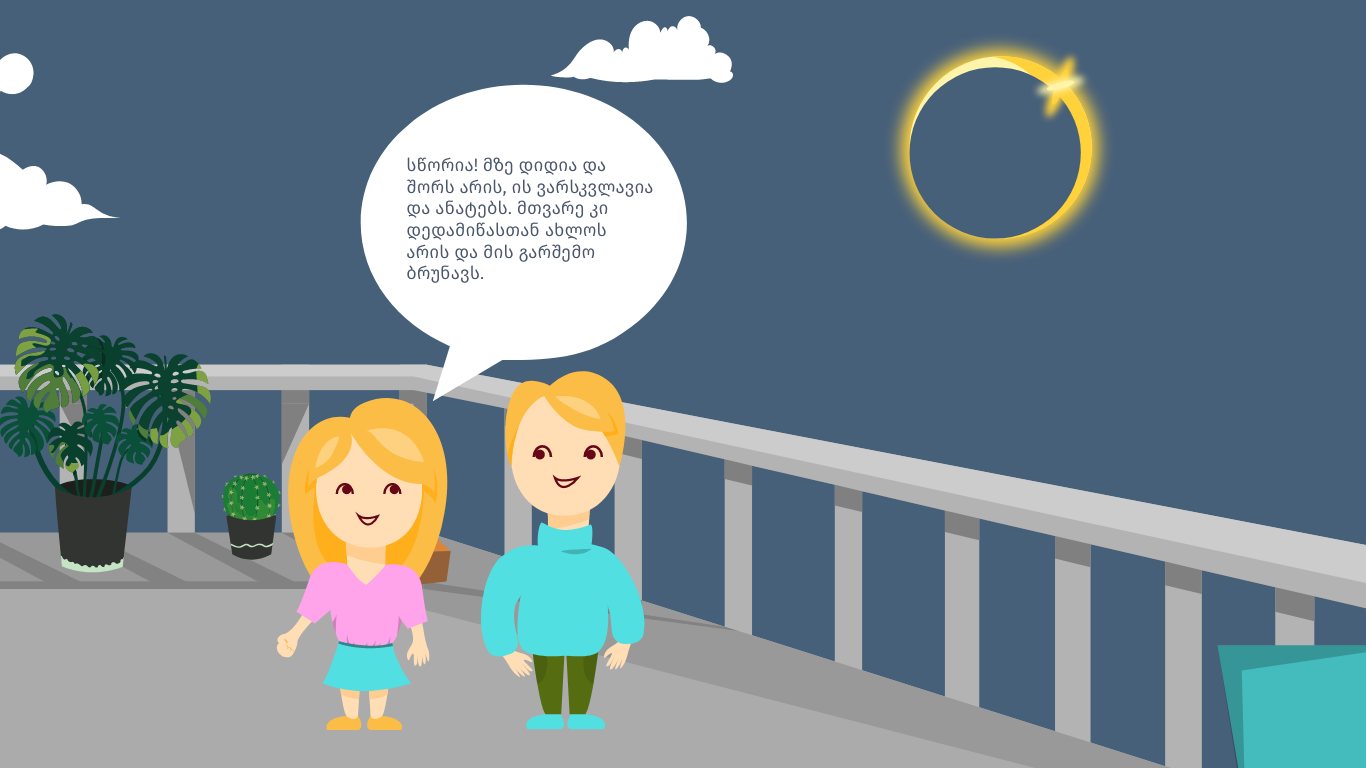 სწორია! მზე დიდია და
შორს არის, ის ვარსკვლავია
და ანატებს. მთვარე კი
დედამიწასთან ახლოს
არის და მის გარშემო
ბრუნავს.